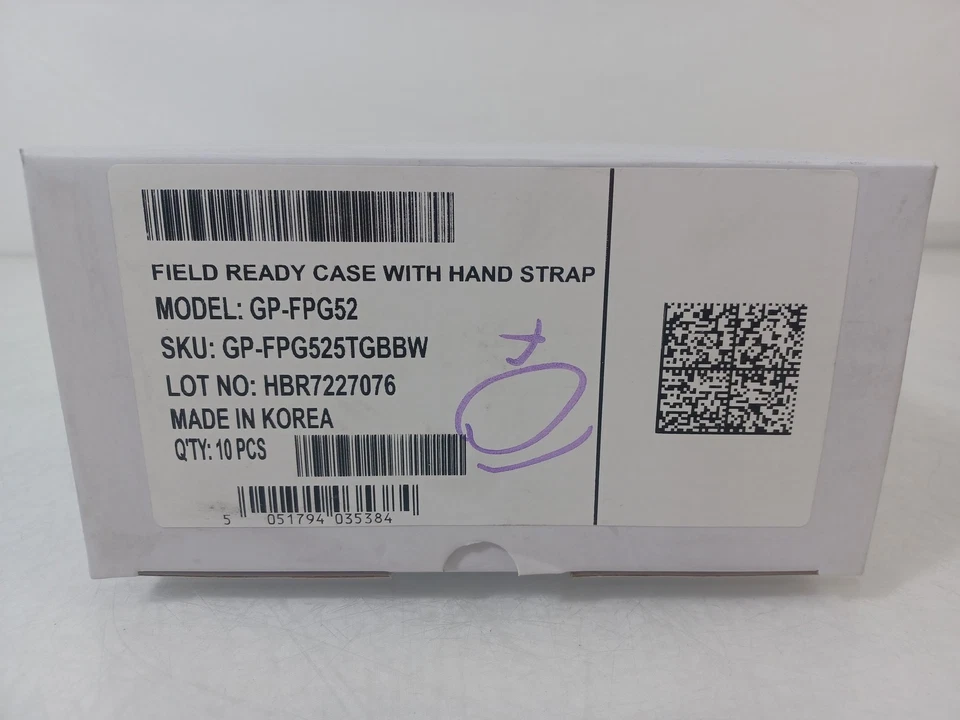 FIELD READY CASE WITH HAND STRAP
MODEL: GP-FPG52
SKU: GP-FPG525TGBBW
LOT NO: HBR7227076
MADE IN KOREA
Q'TY: 10 PCS
5 051794 035384